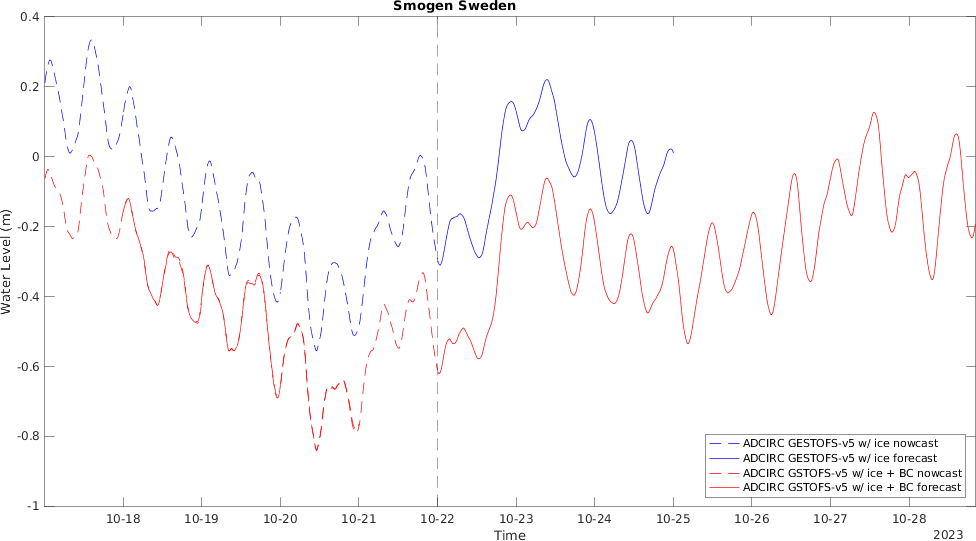 Smogen Sweden
0.4
0.2
0
-0.2
-0.4
-0.6
-0.8
-1
Water Level (m)
10-18 10-19 10-20 10-21 10-22 10-23 10-24 10-25 10-26 10-27 10-28
Time
2023
ADCIRC GESTOFS-v5 w/ ice nowcast
ADCIRC GESTOFS-v5 w/ ice forecast
ADCIRC GSTOFS-v5 w/ ice + BC nowcast
ADCIRC GSTOFS-v5 w/ ice + BC forecast